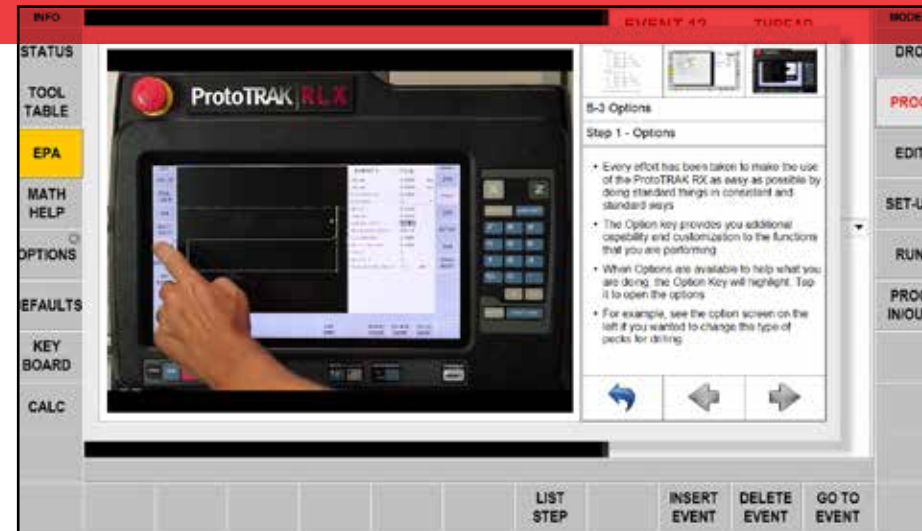 INFO
STATUS
TOOL
TABLE
EPA
MATH
HELP
OPTIONS
EFAULTS
KEY
BOARD
CALC
EVENT 12 THREAD
ProtoTRAK RLX
5-3 Options
Step 1 - Options
• Every effort has been taken to make the use
of the ProtoTRAK RX as easy as possible by
doing standard things in consistent and
standard ways
• The Option key provides you additional
capability and customization to the functions
that you are performing
• When Options are available to help what you
are doing, the Option Key will highlight. Tap
it to open the options
• For example, see the option screen on the
left if you wanted to change the type of
pecks for drilling
MODE
DRO
PROG
EDIT
SET-U
RUN
PROG
IN/OU
LIST
STEP
INSERT
EVENT
DELETE
EVENT
GO TO
EVENT